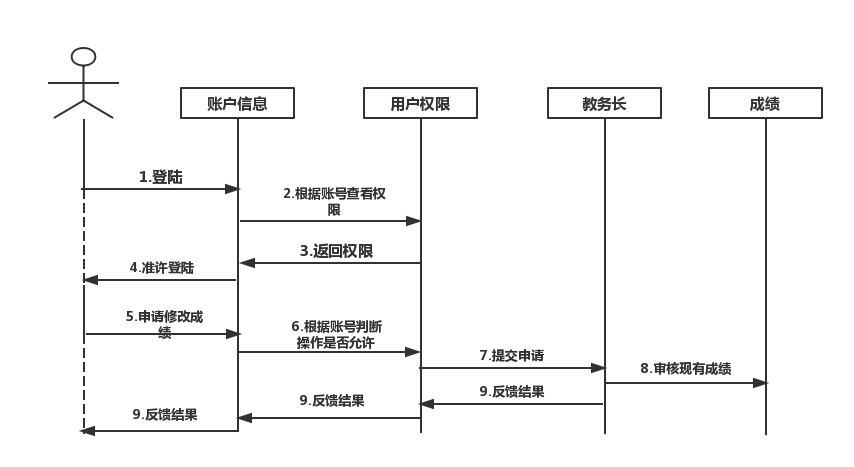 账户信息
用户权限
教务长
成绩
1.登陆
2.根据账号查看权
限
3.返回权限
4.准许登陆
5.申请修改成
绩
6.根据账号判断
操作是否允许
7.提交申请
8.审核现有成绩
9.反馈结果
9.反馈结果
9.反馈结果